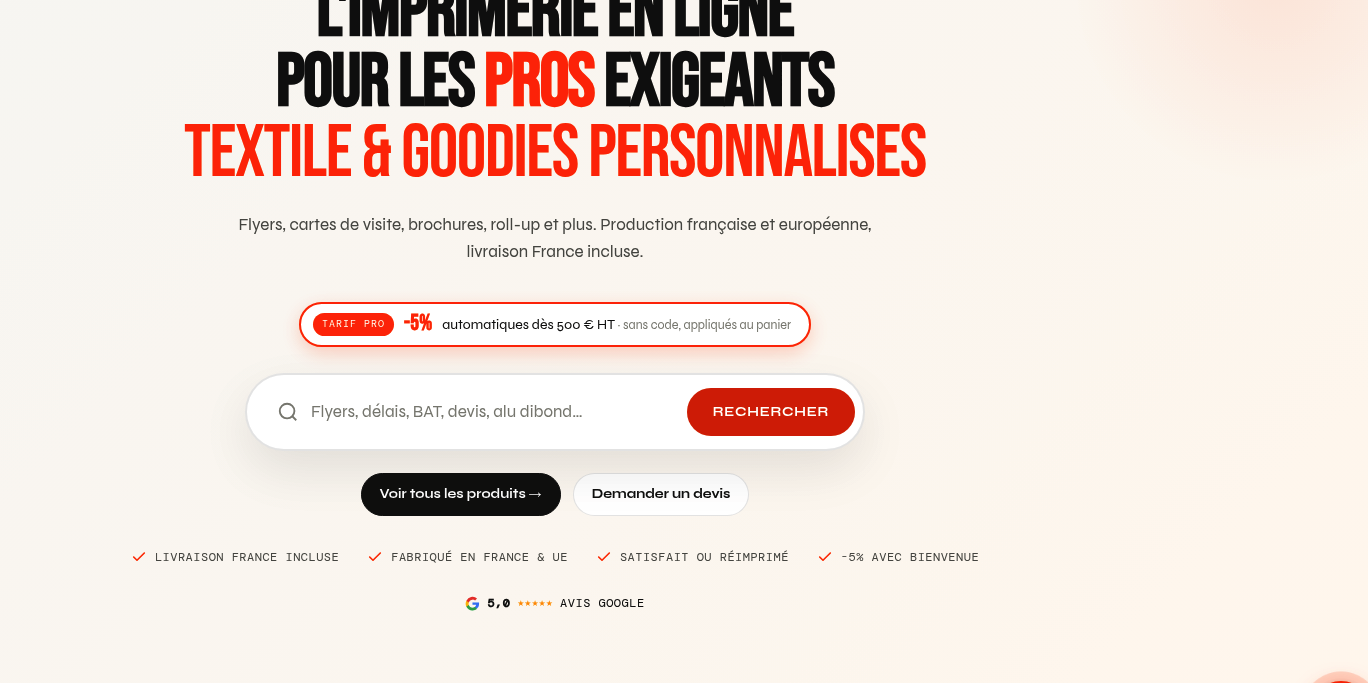 L'IMPRIMERIE EN LIGNE
POUR LES PROS EXIGEANTS
TEXTILE & GOODIES PERSONNALISES
Flyers, cartes de visite, brochures, roll-up et plus. Production française et européenne,
livraison France incluse.
TARIF PRO -5% automatiques dès 500 € HT · sans code, appliqués au panier
Flyers, délais, BAT, devis, alu dibond... RECHERCHER
Voir tous les produits → Demander un devis
✓ LIVRAISON FRANCE INCLUSE ✓ FABRIQUÉ EN FRANCE & UE ✓ SATISFAIT OU RÉIMPRIMÉ ✓ -5% AVEC BIENVENUE
5,0 ★★★★★ AVIS GOOGLE